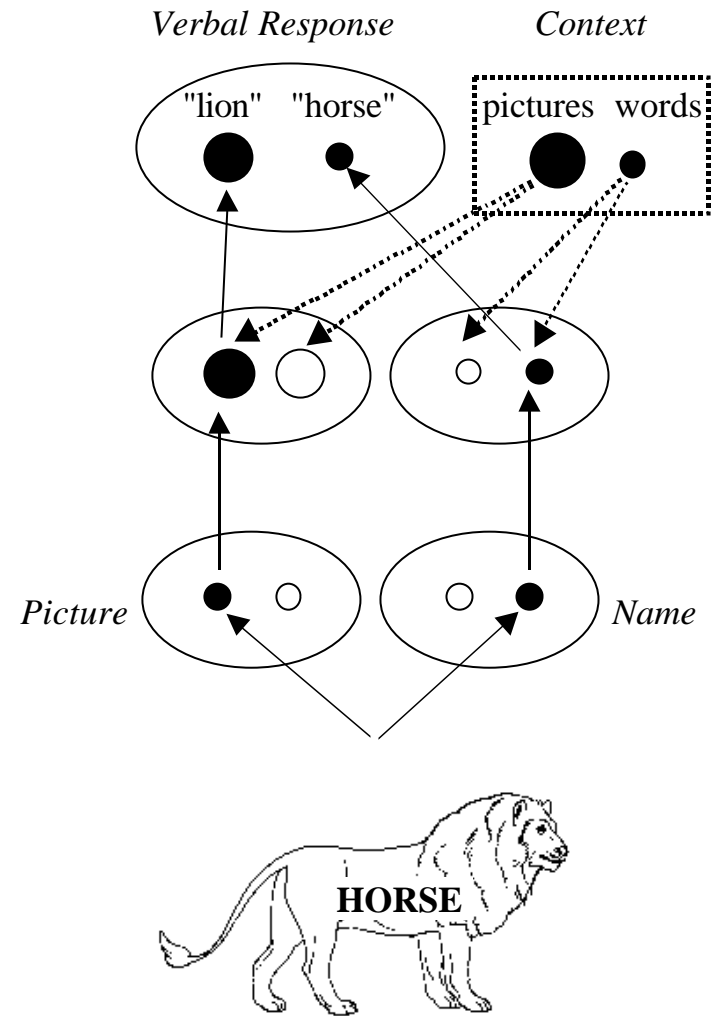 Verbal Response Context
"lion" "horse" pictures words
Picture Name
HORSE